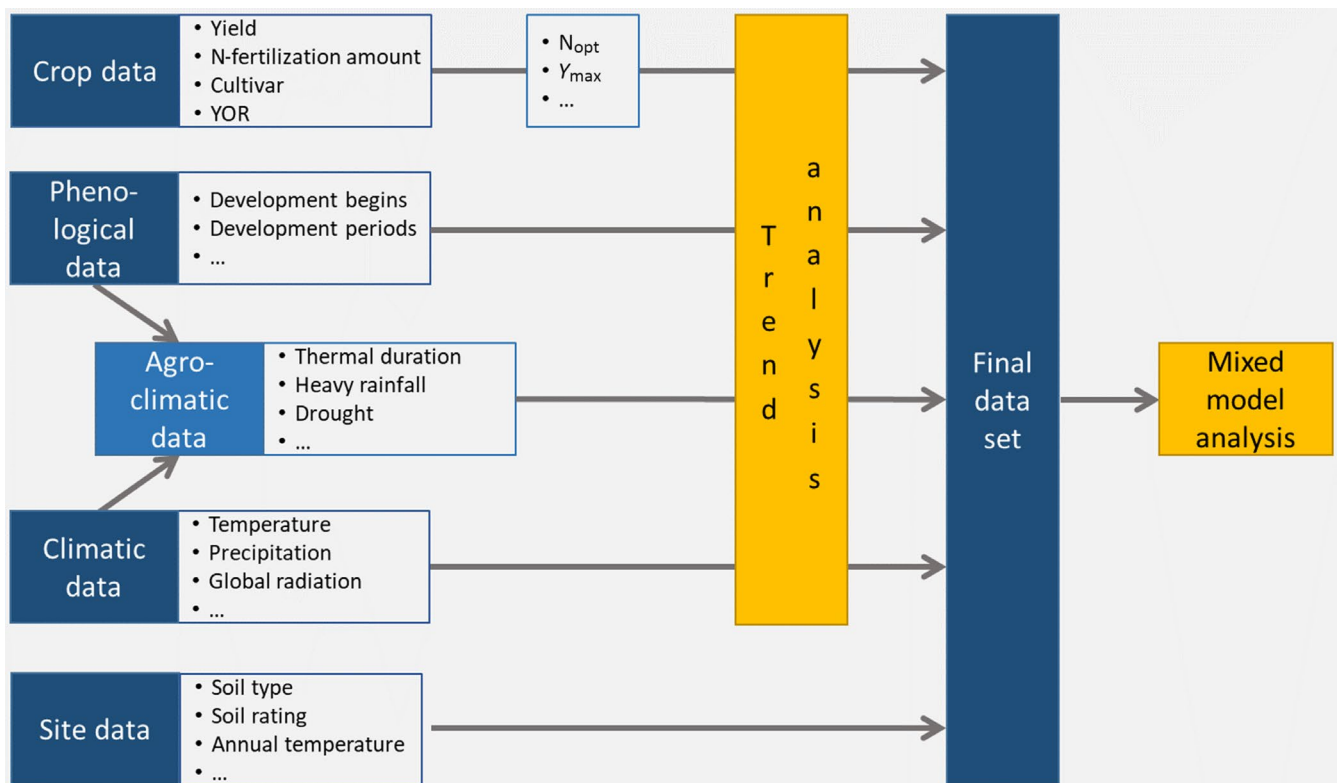 Crop data
• Yield
• N-fertilization amount
• Cultivar
• YOR
• Nopt
• Ymax
• ...
Pheno-
logical
data
• Development begins
• Development periods
• ...
Agro-
climatic
data
• Thermal duration
• Heavy rainfall
• Drought
• ...
Climatic
data
• Temperature
• Precipitation
• Global radiation
• ...
Site data
• Soil type
• Soil rating
• Annual temperature
• ...
Trend
analysis
Final
data
set
Mixed
model
analysis